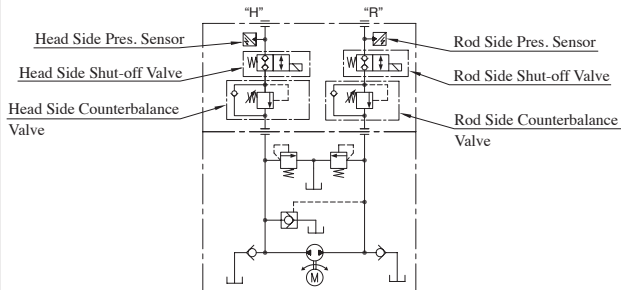 "H"
"R"
Head Side Pres. Sensor
Rod Side Pres. Sensor
Head Side Shut-off Valve
Rod Side Shut-off Valve
Head Side Counterbalance
Valve
Rod Side Counterbalance
Valve
M